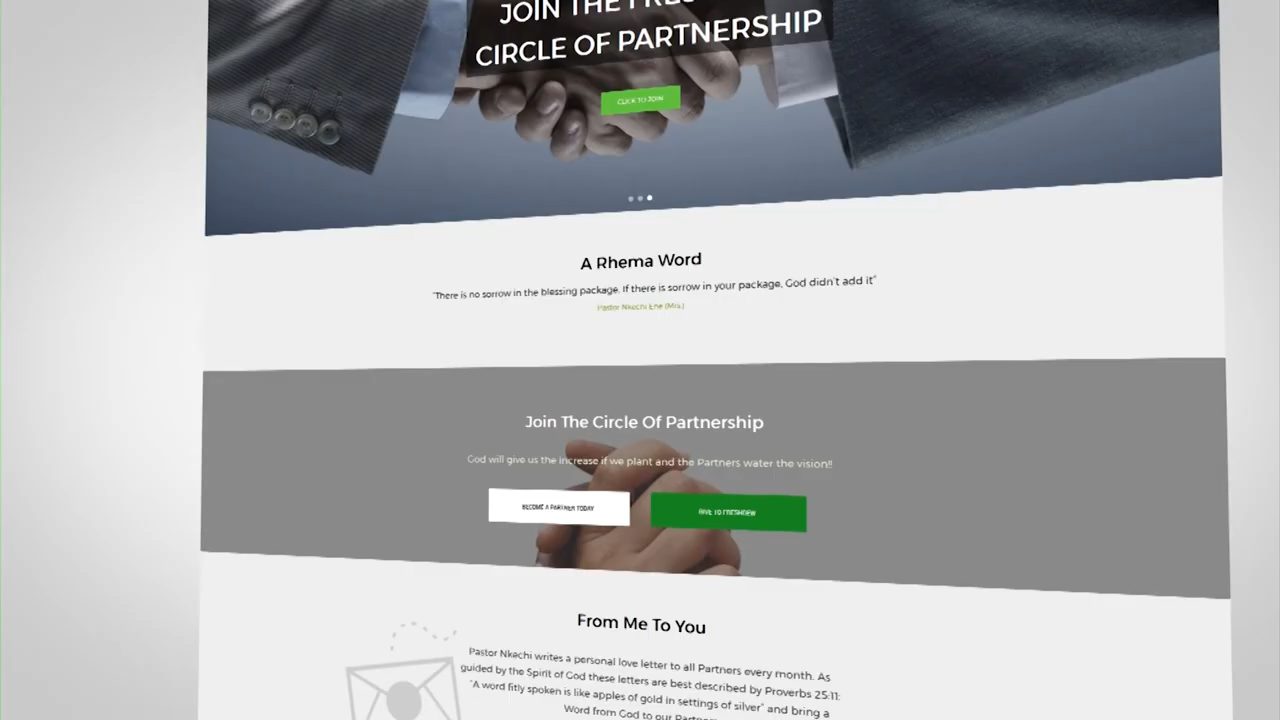 JOIN THE
CIRCLE OF PARTNERSHIP
CLICK TO JOIN
A Rhema Word
"There is no sorrow in the blessing package. If there is sorrow in your package, God didn't add it"
Pastor Nkechi Ene (Mrs.)
Join The Circle Of Partnership
God will give us the increase if we plant and the Partners water the vision!!
BECOME A PARTNER TODAY
GIVE TO FRESHDEW
From Me To You
Pastor Nkechi writes a personal love letter to all Partners every month. As
guided by the Spirit of God these letters are best described by Proverbs 25:11:
"A word fitly spoken is like apples of gold in settings of silver" and bring a
Word from God to our